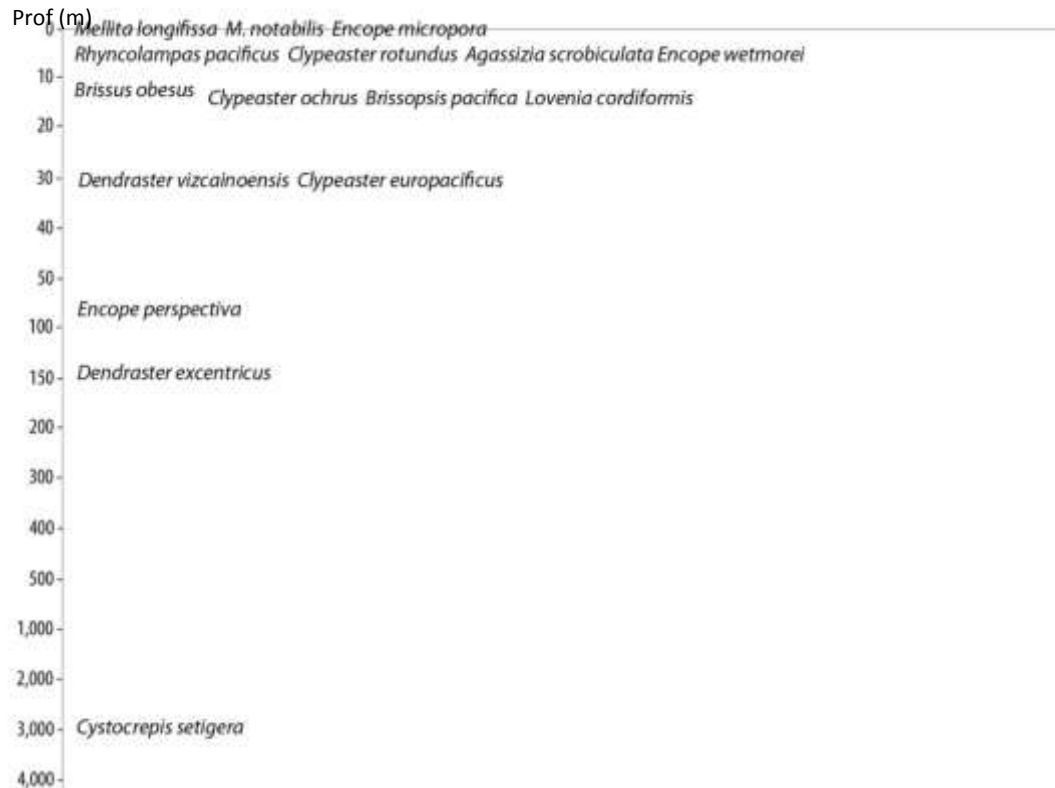 Prof (m)
0 Mellita longifissa M. notabilis Encope micropora
Rhyncolampas pacificus Clypeaster rotundus Agassizia scrobiculata Encope wetmorei
10
Brissus obesus Clypeaster ochrus Brissopsis pacifica Lovenia cordiformis
20
30 Dendraster vizcainoensis Clypeaster europacificus
40
50
Encope perspectiva
100
150 Dendraster excentricus
200
300
400
500
1,000
2,000
3,000 Cystocrepis setigera
4,000